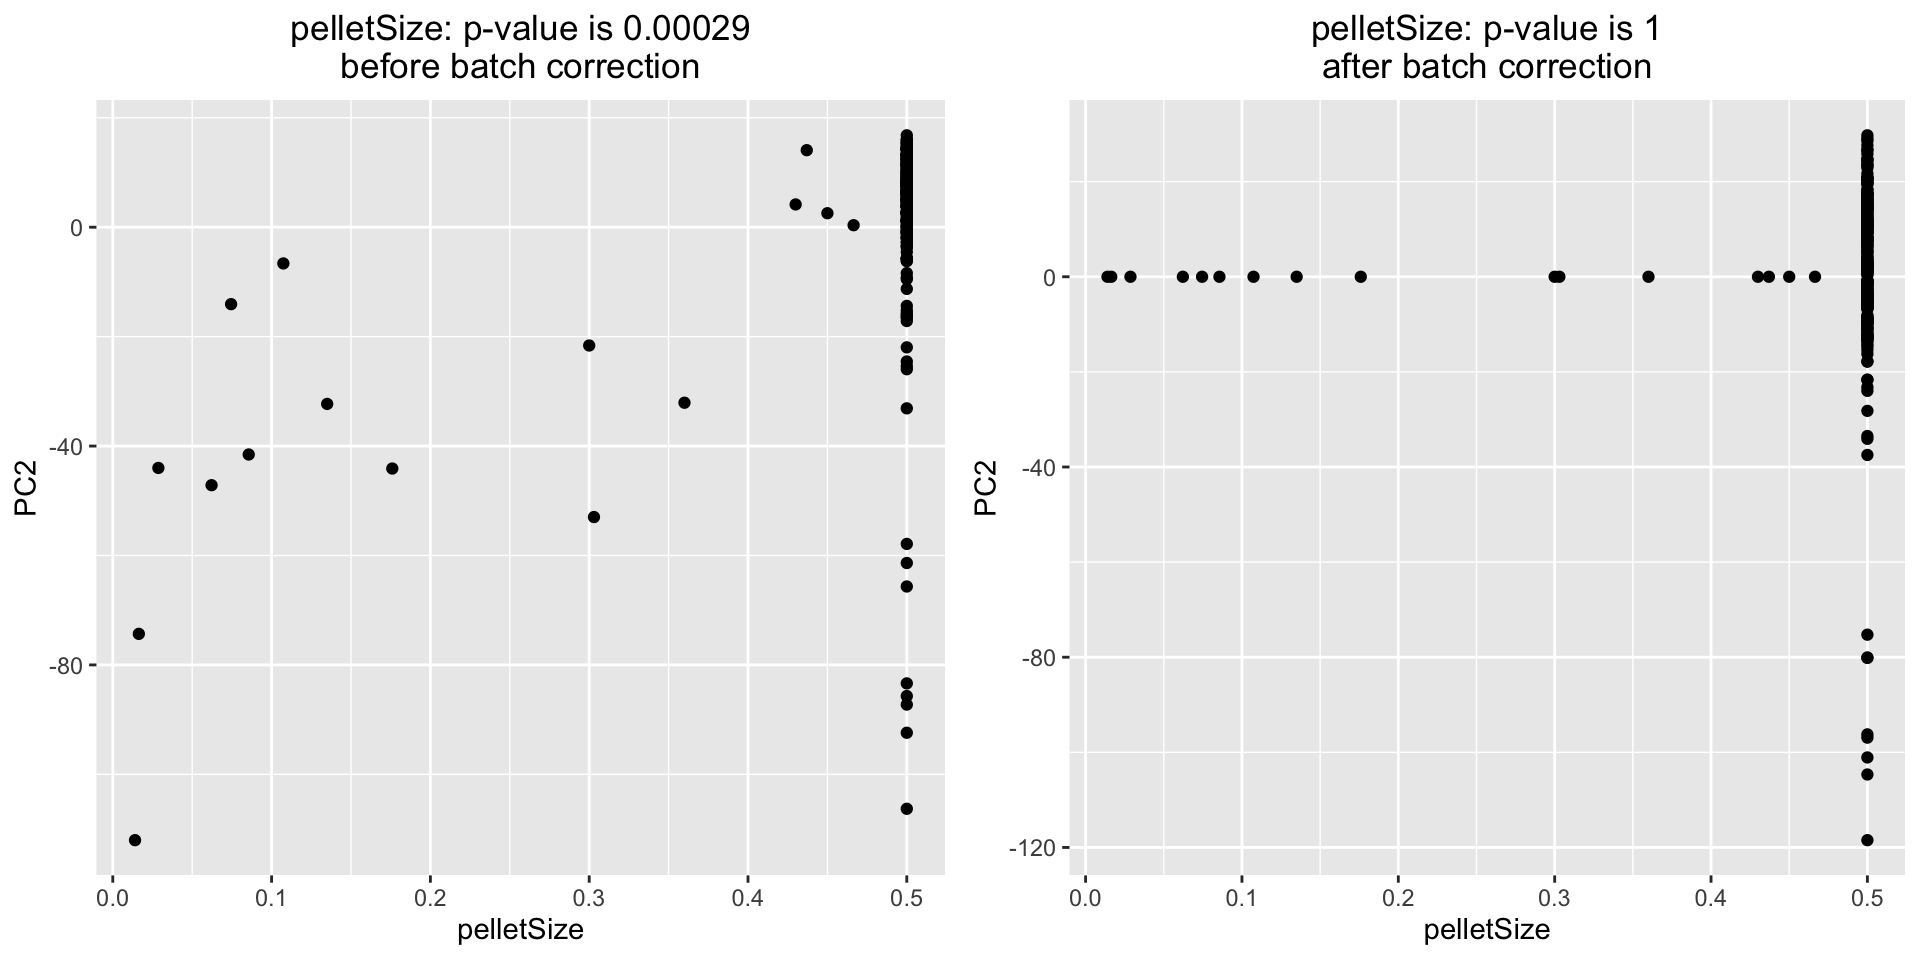 pelletSize: p-value is 0.00029
before batch correction
0
-40
-80
PC2
0.0 0.1 0.2 0.3 0.4 0.5
pelletSize
pelletSize: p-value is 1
after batch correction
0
-40
-80
-120
PC2
0.0 0.1 0.2 0.3 0.4 0.5
pelletSize